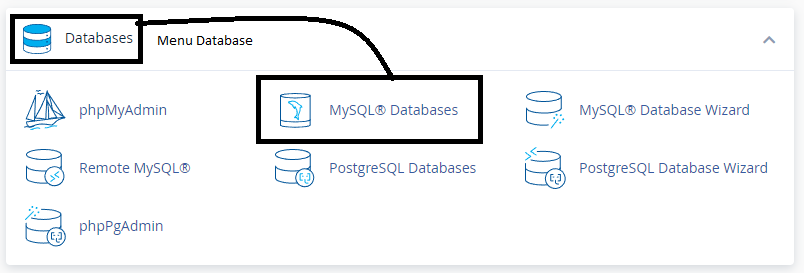 Databases Menu Database
phpMyAdmin MySQL® Databases MySQL® Database Wizard
Remote MySQL® PostgreSQL Databases PostgreSQL Database Wizard
phpPgAdmin